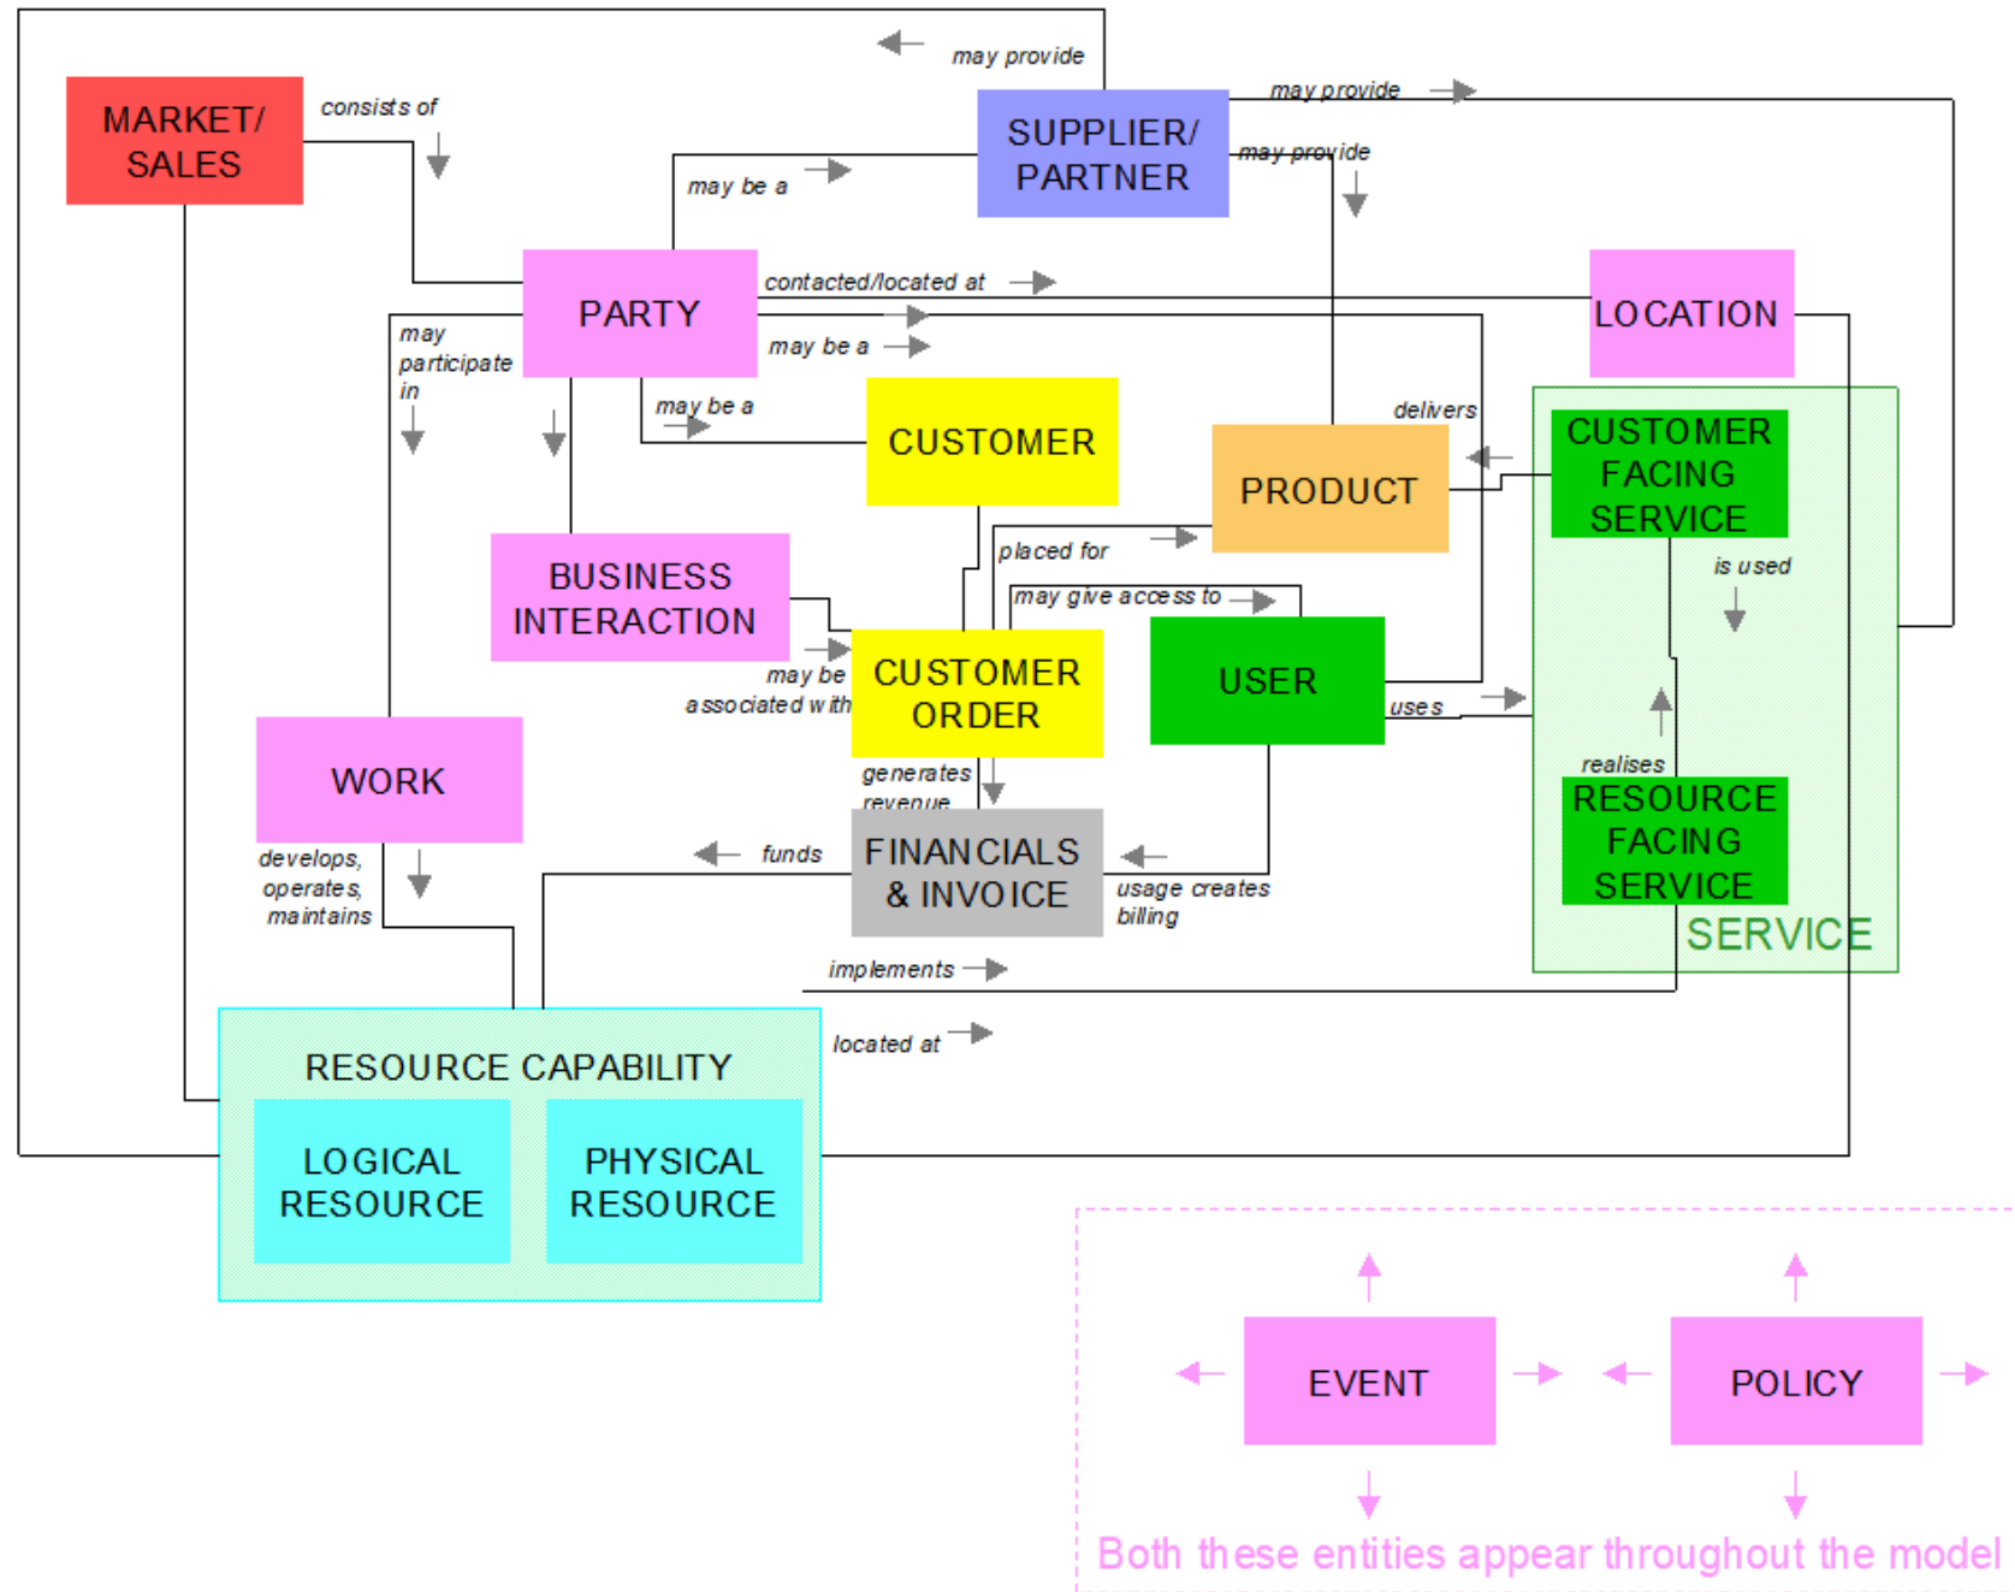 may provide
MARKET/
SALES
consists of
SUPPLIER/
PARTNER
may provide
may provide
may be a
PARTY
contacted/located at
may be a
LOCATION
may
participate
in
may be a
CUSTOMER
delivers
PRODUCT
CUSTOMER
FACING
SERVICE
placed for
is used
BUSINESS
INTERACTION
may give access to
may be
associated with
CUSTOMER
ORDER
USER
uses
WORK
generates
revenue
realises
RESOURCE
FACING
SERVICE
SERVICE
develops,
operates,
maintains
funds
FINANCIALS
& INVOICE
usage creates
billing
implements
located at
RESOURCE CAPABILITY
LOGICAL
RESOURCE
PHYSICAL
RESOURCE
EVENT
POLICY
Both these entities appear throughout the model